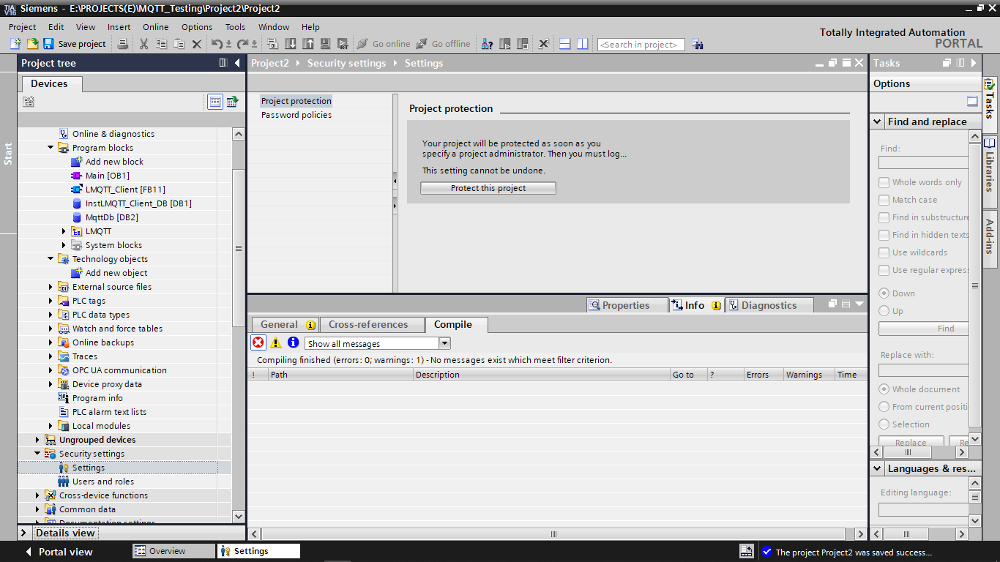 TIA V16 Siemens - E:\PROJECTS(E)\MQTT_Testing\Project2\Project2
Project Edit View Insert Online Options Tools Window Help
Totally Integrated Automation
PORTAL
Save project Go online Go offline <Search in project>
Project tree
Devices
Start
Online & diagnostics
Program blocks
Add new block
Main [OB1]
LMQTT_Client [FB11]
InstLMQTT_Client_DB [DB1]
MqttDb [DB2]
LMQTT
System blocks
Technology objects
Add new object
External source files
PLC tags
PLC data types
Watch and force tables
Online backups
Traces
OPC UA communication
Device proxy data
Program info
PLC alarm text lists
Local modules
Ungrouped devices
Security settings
Settings
Users and roles
Cross-device functions
Common data
Documentation settings
Details view
Project2 Security settings Settings
Project protection
Password policies
Project protection
Your project will be protected as soon as you
specify a project administrator. Then you must log...
This setting cannot be undone.
Protect this project
Properties Info Diagnostics
General Cross-references Compile
Show all messages
Compiling finished (errors: 0; warnings: 1) - No messages exist which meet filter criterion.
! Path Description Go to ? Errors Warnings Time
Tasks
Options
Find and replace
Find:
Whole words only
Match case
Find in substructure
Find in hidden texts
Use wildcards
Use regular express
Down
Up
Find
Replace with:
Whole document
From current positi
Selection
Replace Re
Languages & res...
Editing language:
Tasks
Libraries
Add-ins
Portal view Overview Settings The project Project2 was saved success...